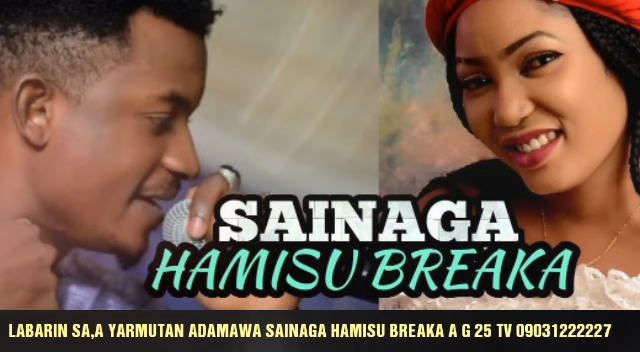 SAINAGA
HAMISU BREAKA
LABARIN SA,A YARMUTAN ADAMAWA SAINAGA HAMISU BREAKA A G 25 TV 09031222227